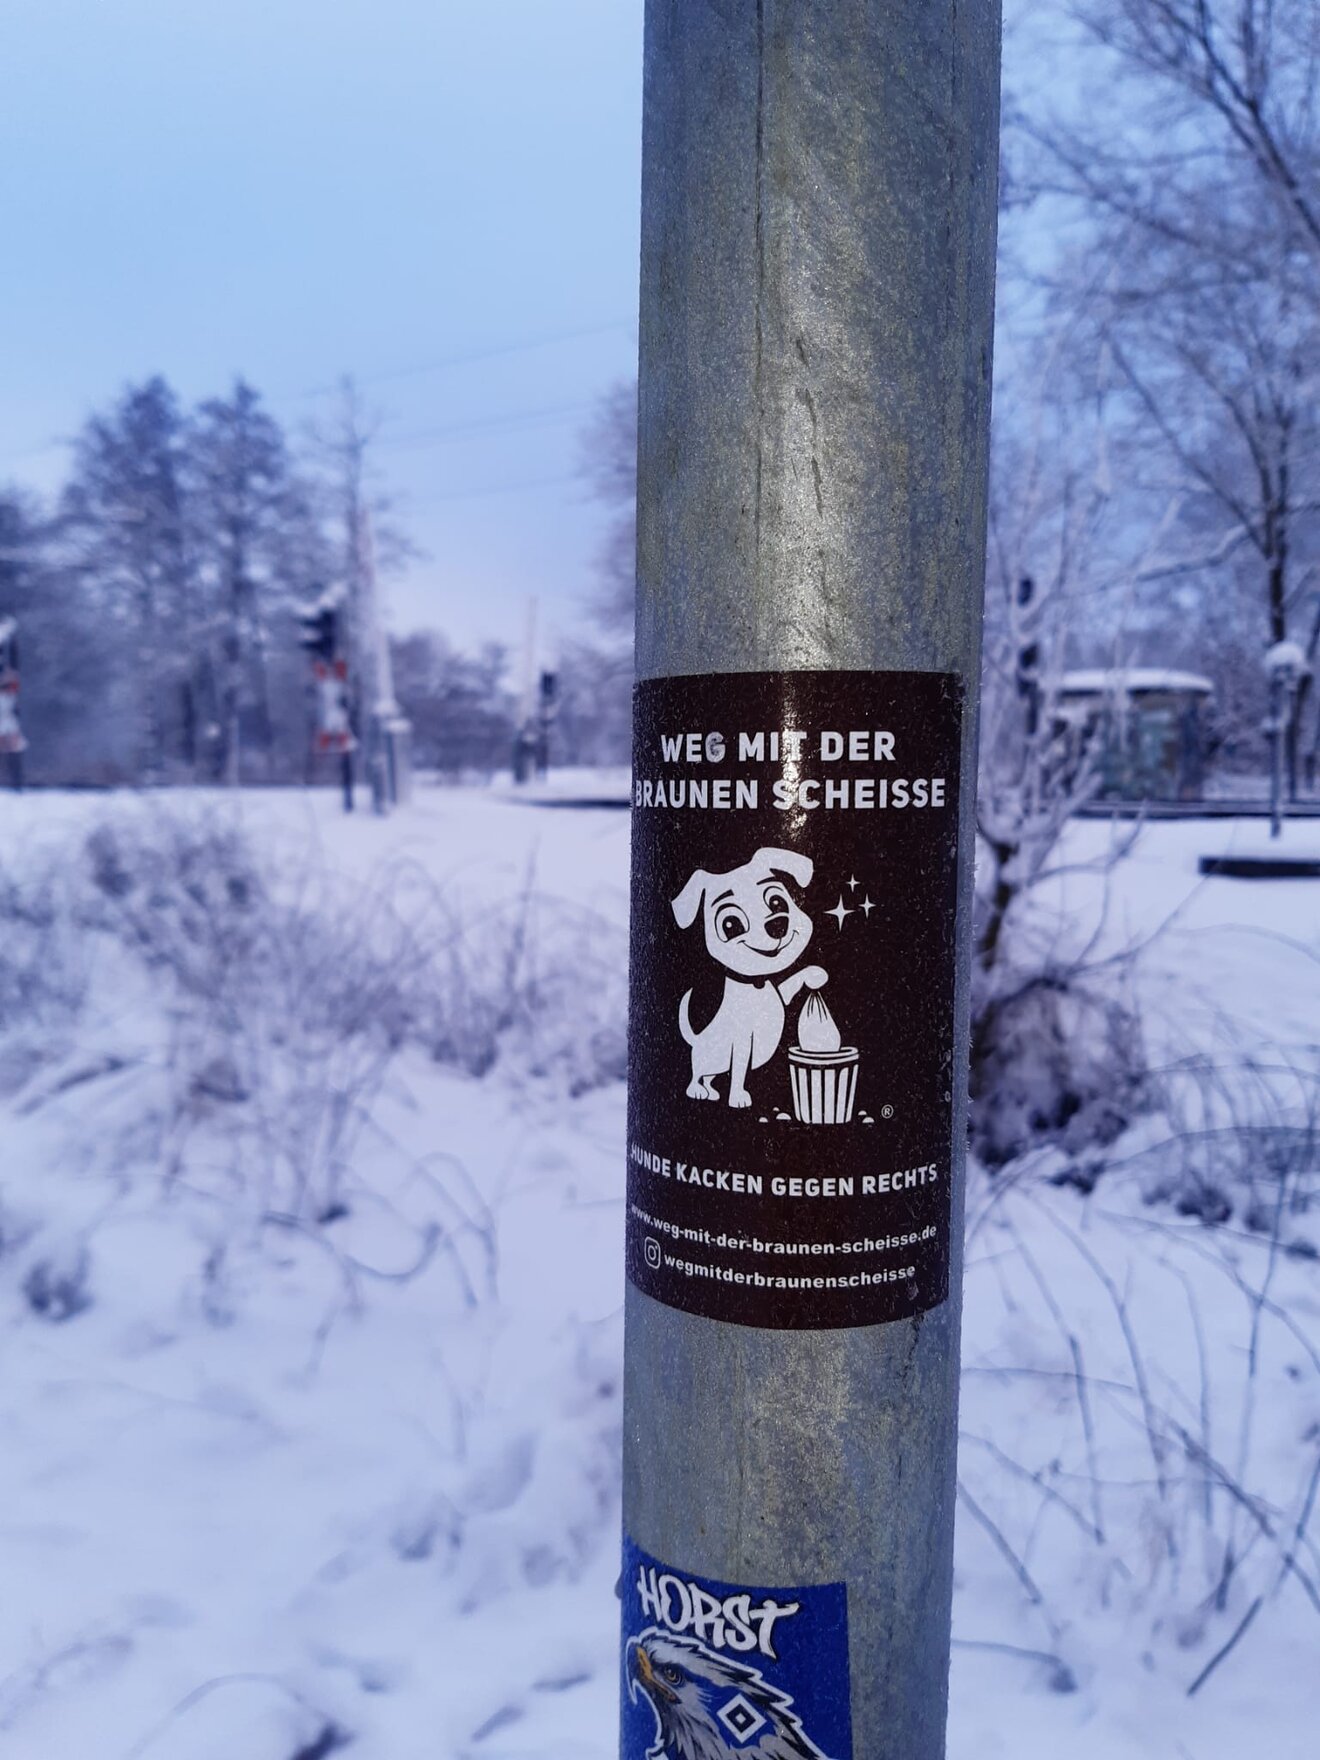 WEG MIT DER
BRAUNEN SCHEISSE
®
HUNDE KACKEN GEGEN RECHTS
www.weg-mit-der-braunen-scheisse.de
wegmitderbraunenscheisse
HORST